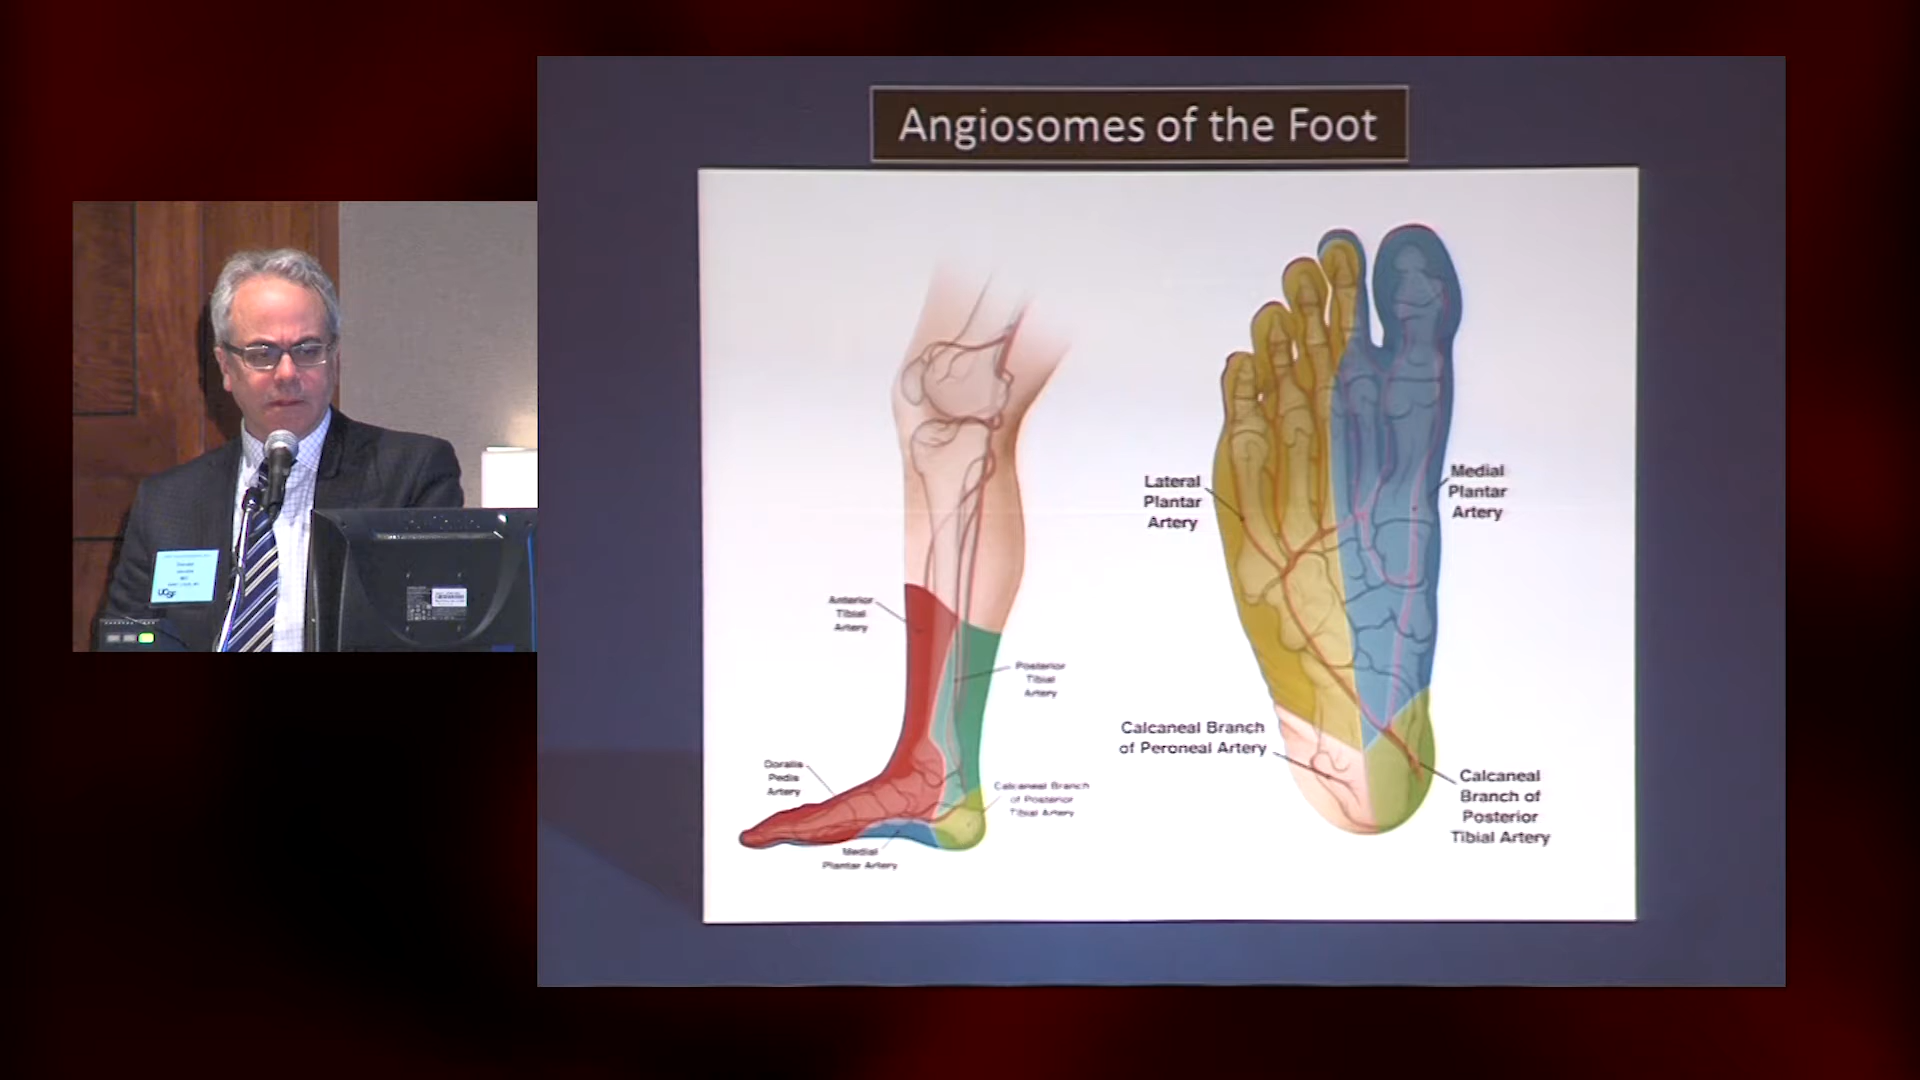 Angiosomes of the Foot
Anterior
Tibial
Artery
Posterior
Tibial
Artery
Doralis
Pedis
Artery
Calcaneal Branch
of Posterior
Tibial Artery
Medial
Plantar Artery
Lateral
Plantar
Artery
Medial
Plantar
Artery
Calcaneal Branch
of Peroneal Artery
Calcaneal
Branch of
Posterior
Tibial Artery
UCSF